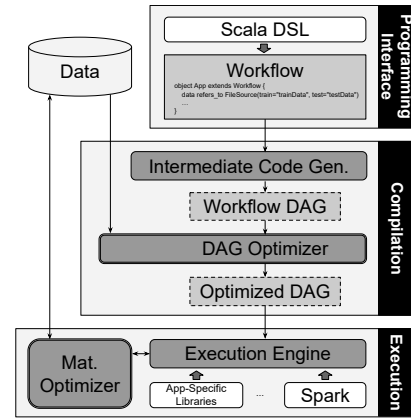 Scala DSL
Programming
Interface
Data
Workflow
object App extends Workflow {
data refers_to FileSource(train="trainData", test="testData")
...
}
Intermediate Code Gen.
Compilation
Workflow DAG
DAG Optimizer
Optimized DAG
Mat.
Optimizer
Execution Engine
Execution
App-Specific
Libraries
...
Spark